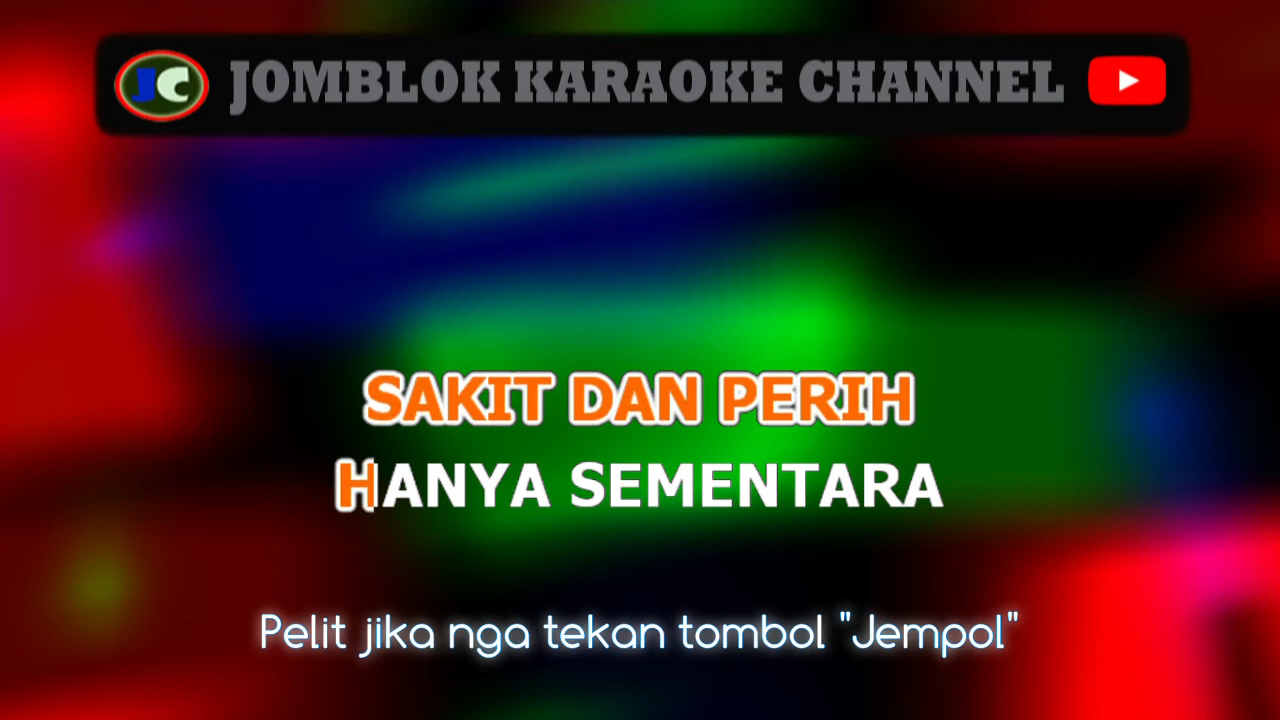 JC JOMBLOK KARAOKE CHANNEL
SAKIT DAN PERIH
HANYA SEMENTARA
Pelit jika nga tekan tombol "Jempol"